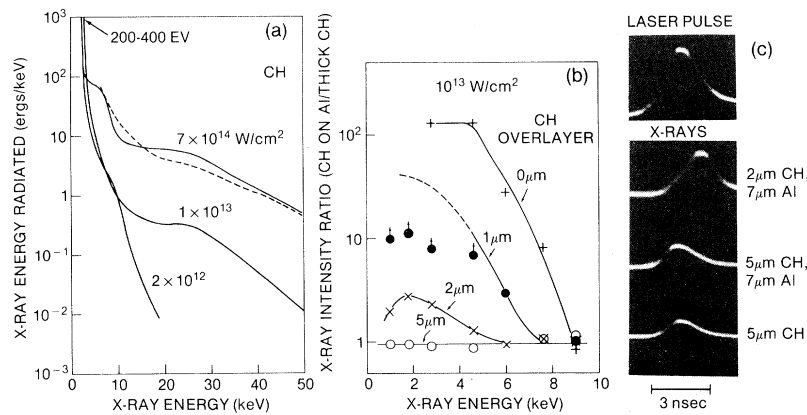 (a)
200-400 EV
CH
7 × 10¹⁴ W/cm²
1 × 10¹³
2 × 10¹²
10³
10²
10
1
10⁻¹
10⁻²
10⁻³
X-RAY ENERGY RADIATED (ergs/keV)
0 10 20 30 40 50
X-RAY ENERGY (keV)
(b)
10¹³ W/cm²
CH
OVERLAYER
0μm
1μm
2μm
5μm
10²
10
1
X-RAY INTENSITY RATIO (CH ON Al/THICK CH)
0 2 4 6 8 10
X-RAY ENERGY (keV)
LASER PULSE
(c)
X-RAYS
2μm CH,
7μm Al
5μm CH,
7μm Al
5μm CH
3 nsec